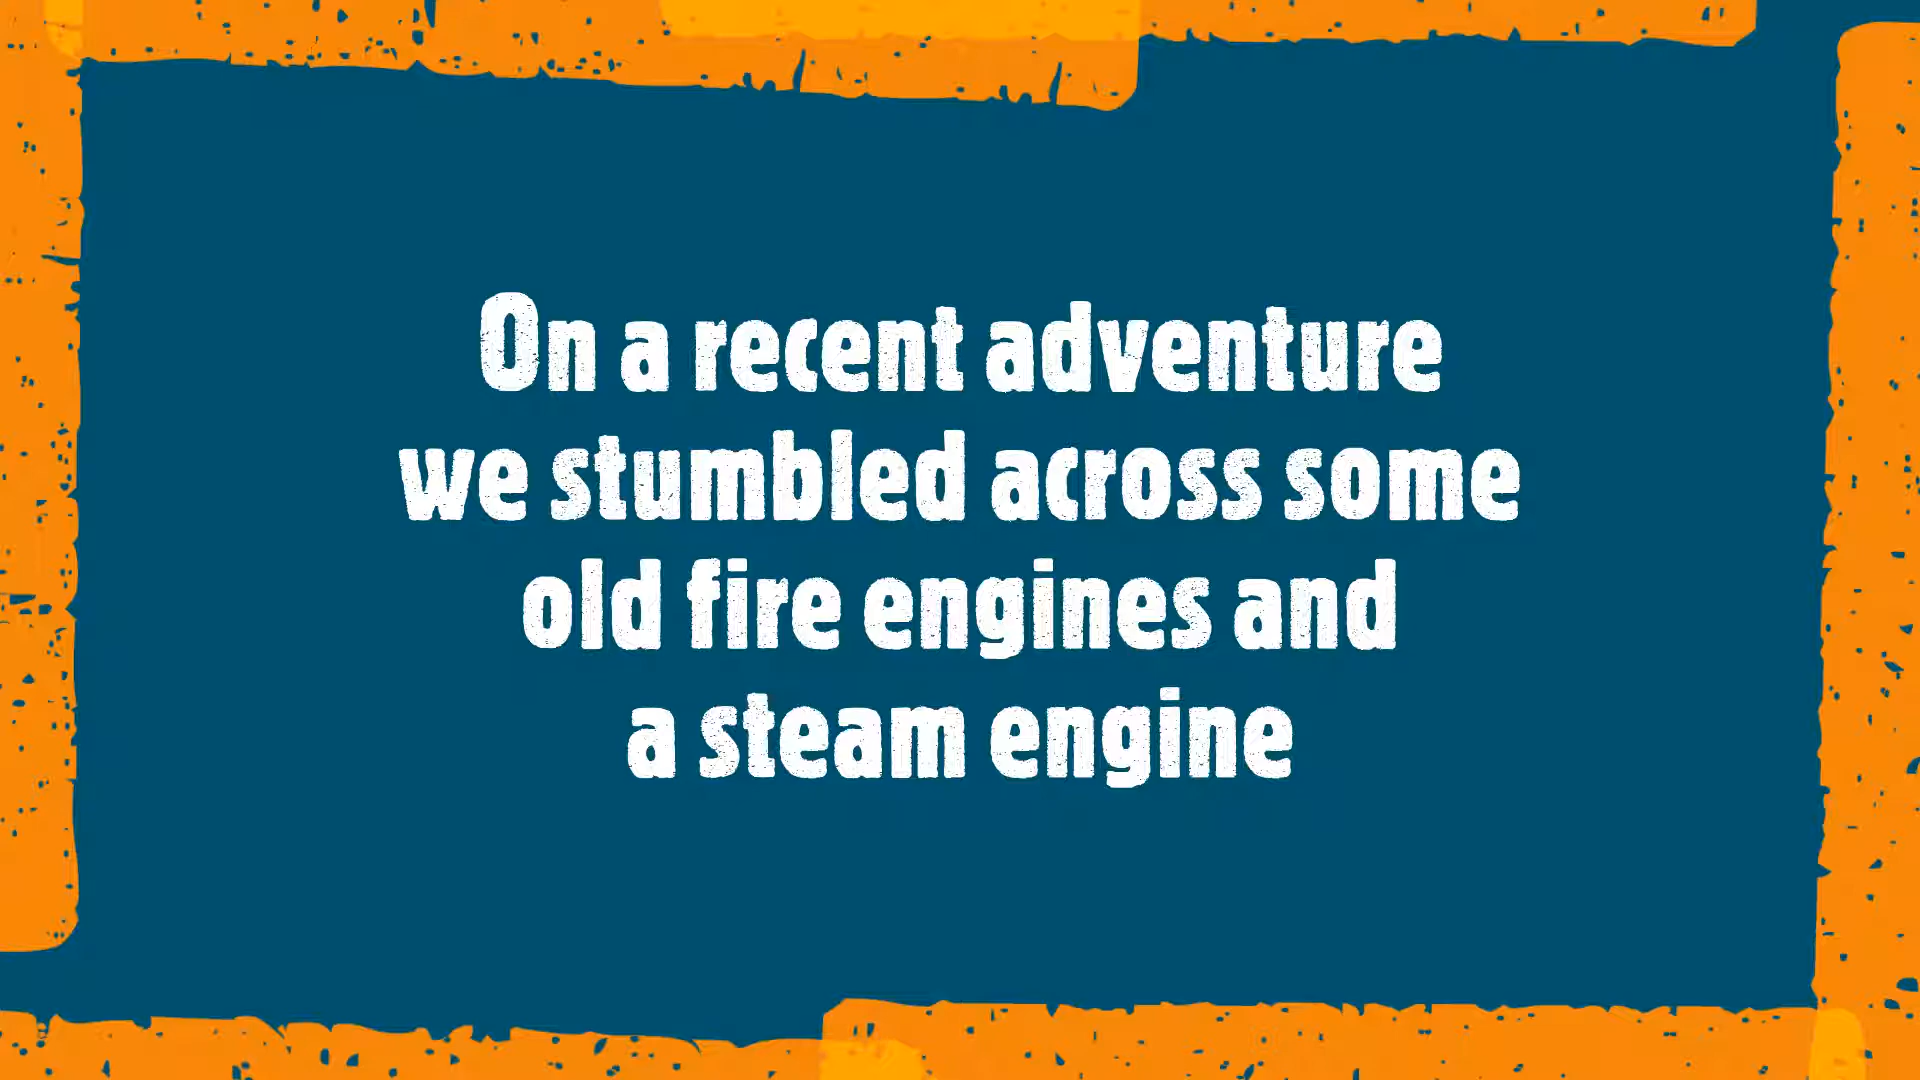 On a recent adventure
we stumbled across some
old fire engines and
a steam engine